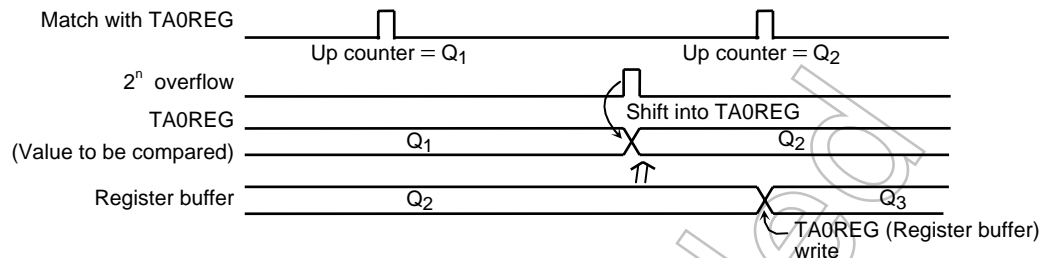 Match with TA0REG
Up counter = Q1
Up counter = Q2
2n overflow
Shift into TA0REG
TA0REG
(Value to be compared)
Q1
Q2
Register buffer
Q2
Q3
TA0REG (Register buffer)
write